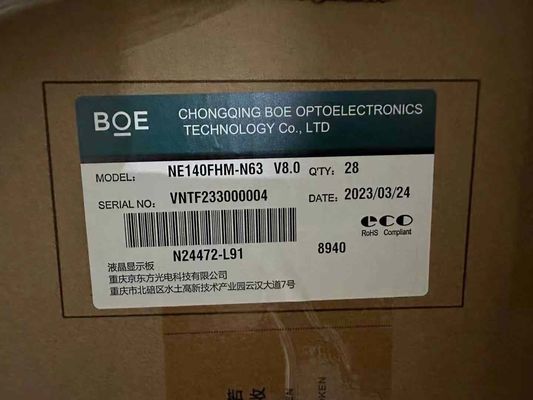 BOE
CHONGQING BOE OPTOELECTRONICS
TECHNOLOGY Co., LTD
MODEL: NE140FHM-N63 V8.0 Q'TY: 28
SERIAL NO: VNTF233000004 DATE: 2023/03/24
eco
RoHS Compliant
N24472-L91 8940
液晶显示板
重庆京东方光电科技有限公司
重庆市北碚区水土高新技术产业园云汉大道7号